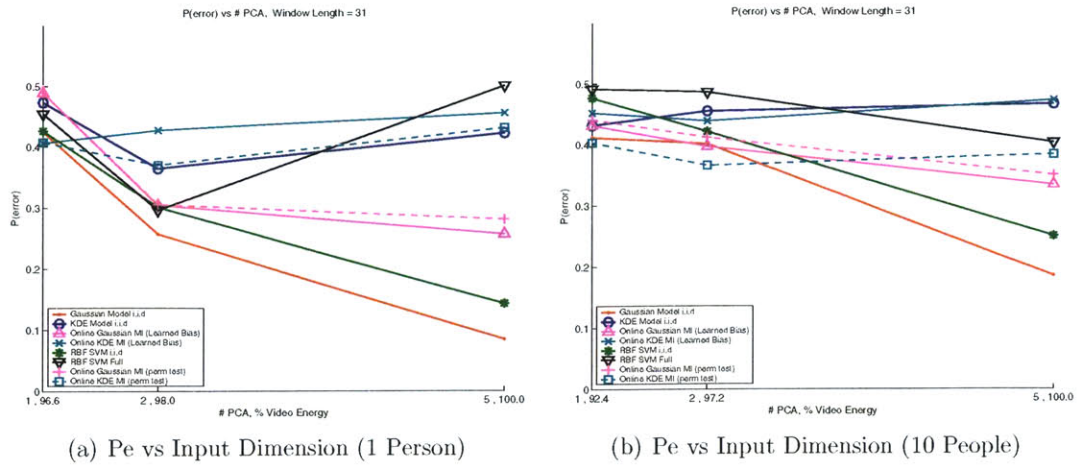 P(error) vs # PCA, Window Length = 31
0.5
0.4
0.3
0.2
0.1
0
P(error)
Gaussian Model i.i.d
KDE Model i.i.d
Online Gaussian MI (Learned Bias)
Online KDE MI (Learned Bias)
RBF SVM i.i.d
RBF SVM Full
Online Gaussian MI (perm test)
Online KDE MI (perm test)
1 , 96.6
2 , 98.0
5 , 100.0
# PCA, % Video Energy
(a) Pe vs Input Dimension (1 Person)
P(error) vs # PCA, Window Length = 31
0.5
0.4
0.3
0.2
0.1
0
P(error)
Gaussian Model i.i.d
KDE Model i.i.d
Online Gaussian MI (Learned Bias)
Online KDE MI (Learned Bias)
RBF SVM i.i.d
RBF SVM Full
Online Gaussian MI (perm test)
Online KDE MI (perm test)
1 , 92.4
2 , 97.2
5 , 100.0
# PCA, % Video Energy
(b) Pe vs Input Dimension (10 People)